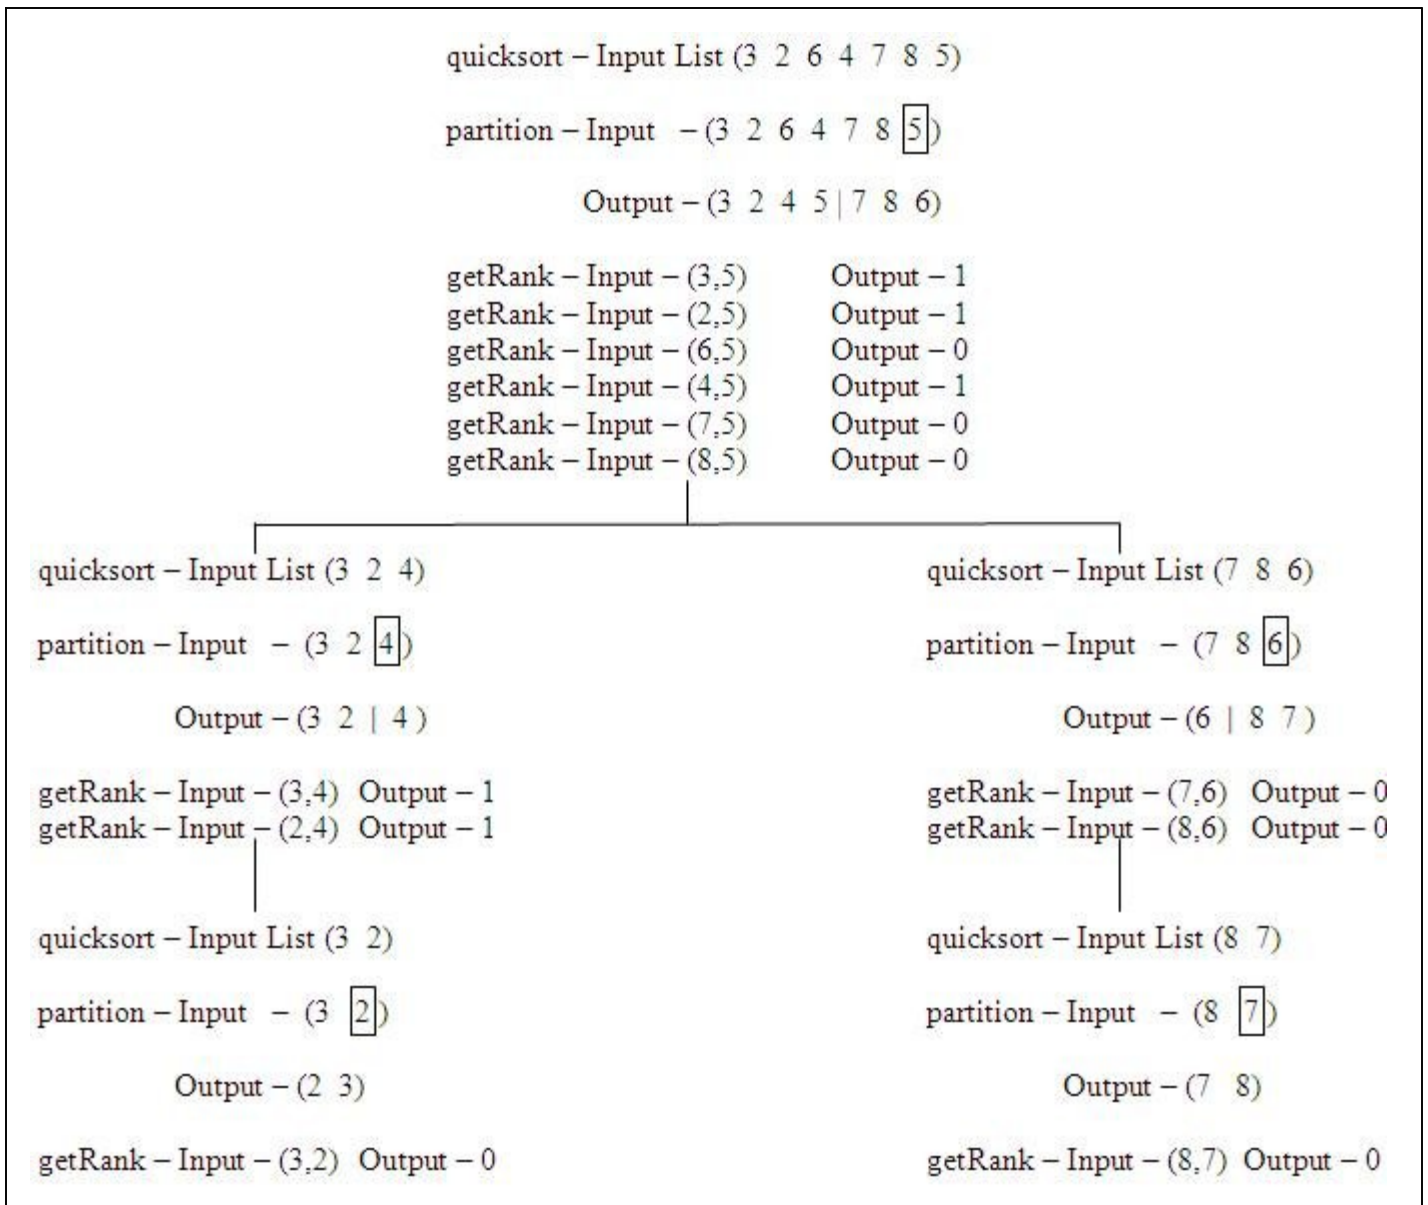 quicksort – Input List (3 2 6 4 7 8 5)
partition – Input – (3 2 6 4 7 8 5)
Output – (3 2 4 5 | 7 8 6)
getRank – Input – (3,5) Output – 1
getRank – Input – (2,5) Output – 1
getRank – Input – (6,5) Output – 0
getRank – Input – (4,5) Output – 1
getRank – Input – (7,5) Output – 0
getRank – Input – (8,5) Output – 0
quicksort – Input List (3 2 4)
partition – Input – (3 2 4)
Output – (3 2 | 4 )
getRank – Input – (3,4) Output – 1
getRank – Input – (2,4) Output – 1
quicksort – Input List (3 2)
partition – Input – (3 2)
Output – (2 3)
getRank – Input – (3,2) Output – 0
quicksort – Input List (7 8 6)
partition – Input – (7 8 6)
Output – (6 | 8 7 )
getRank – Input – (7,6) Output – 0
getRank – Input – (8,6) Output – 0
quicksort – Input List (8 7)
partition – Input – (8 7)
Output – (7 8)
getRank – Input – (8,7) Output – 0